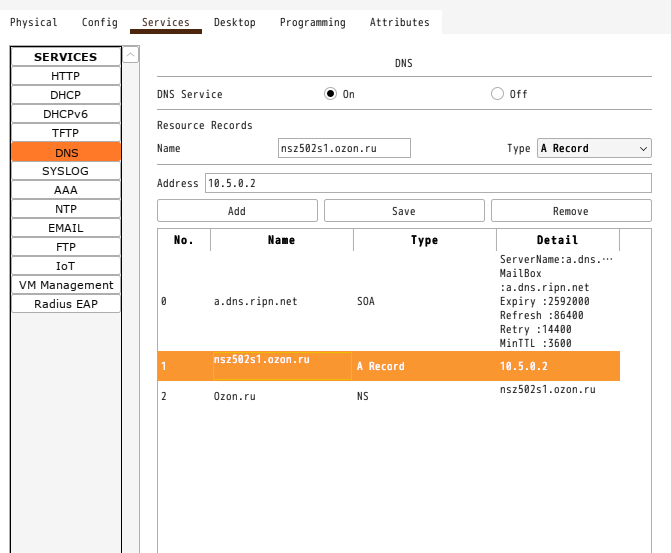 Physical Config Services Desktop Programming Attributes
SERVICES
HTTP
DHCP
DHCPv6
TFTP
DNS
SYSLOG
AAA
NTP
EMAIL
FTP
IoT
VM Management
Radius EAP
DNS
DNS Service On Off
Resource Records
Name nsz502s1.ozon.ru Type A Record
Address 10.5.0.2
Add Save Remove
No. Name Type Detail
0 a.dns.ripn.net SOA
ServerName:a.dns.⋯
MailBox
:a.dns.ripn.net
Expiry :2592000
Refresh :86400
Retry :14400
MinTTL :3600
1 nsz502s1.ozon.ru A Record 10.5.0.2
2 Ozon.ru NS nsz502s1.ozon.ru